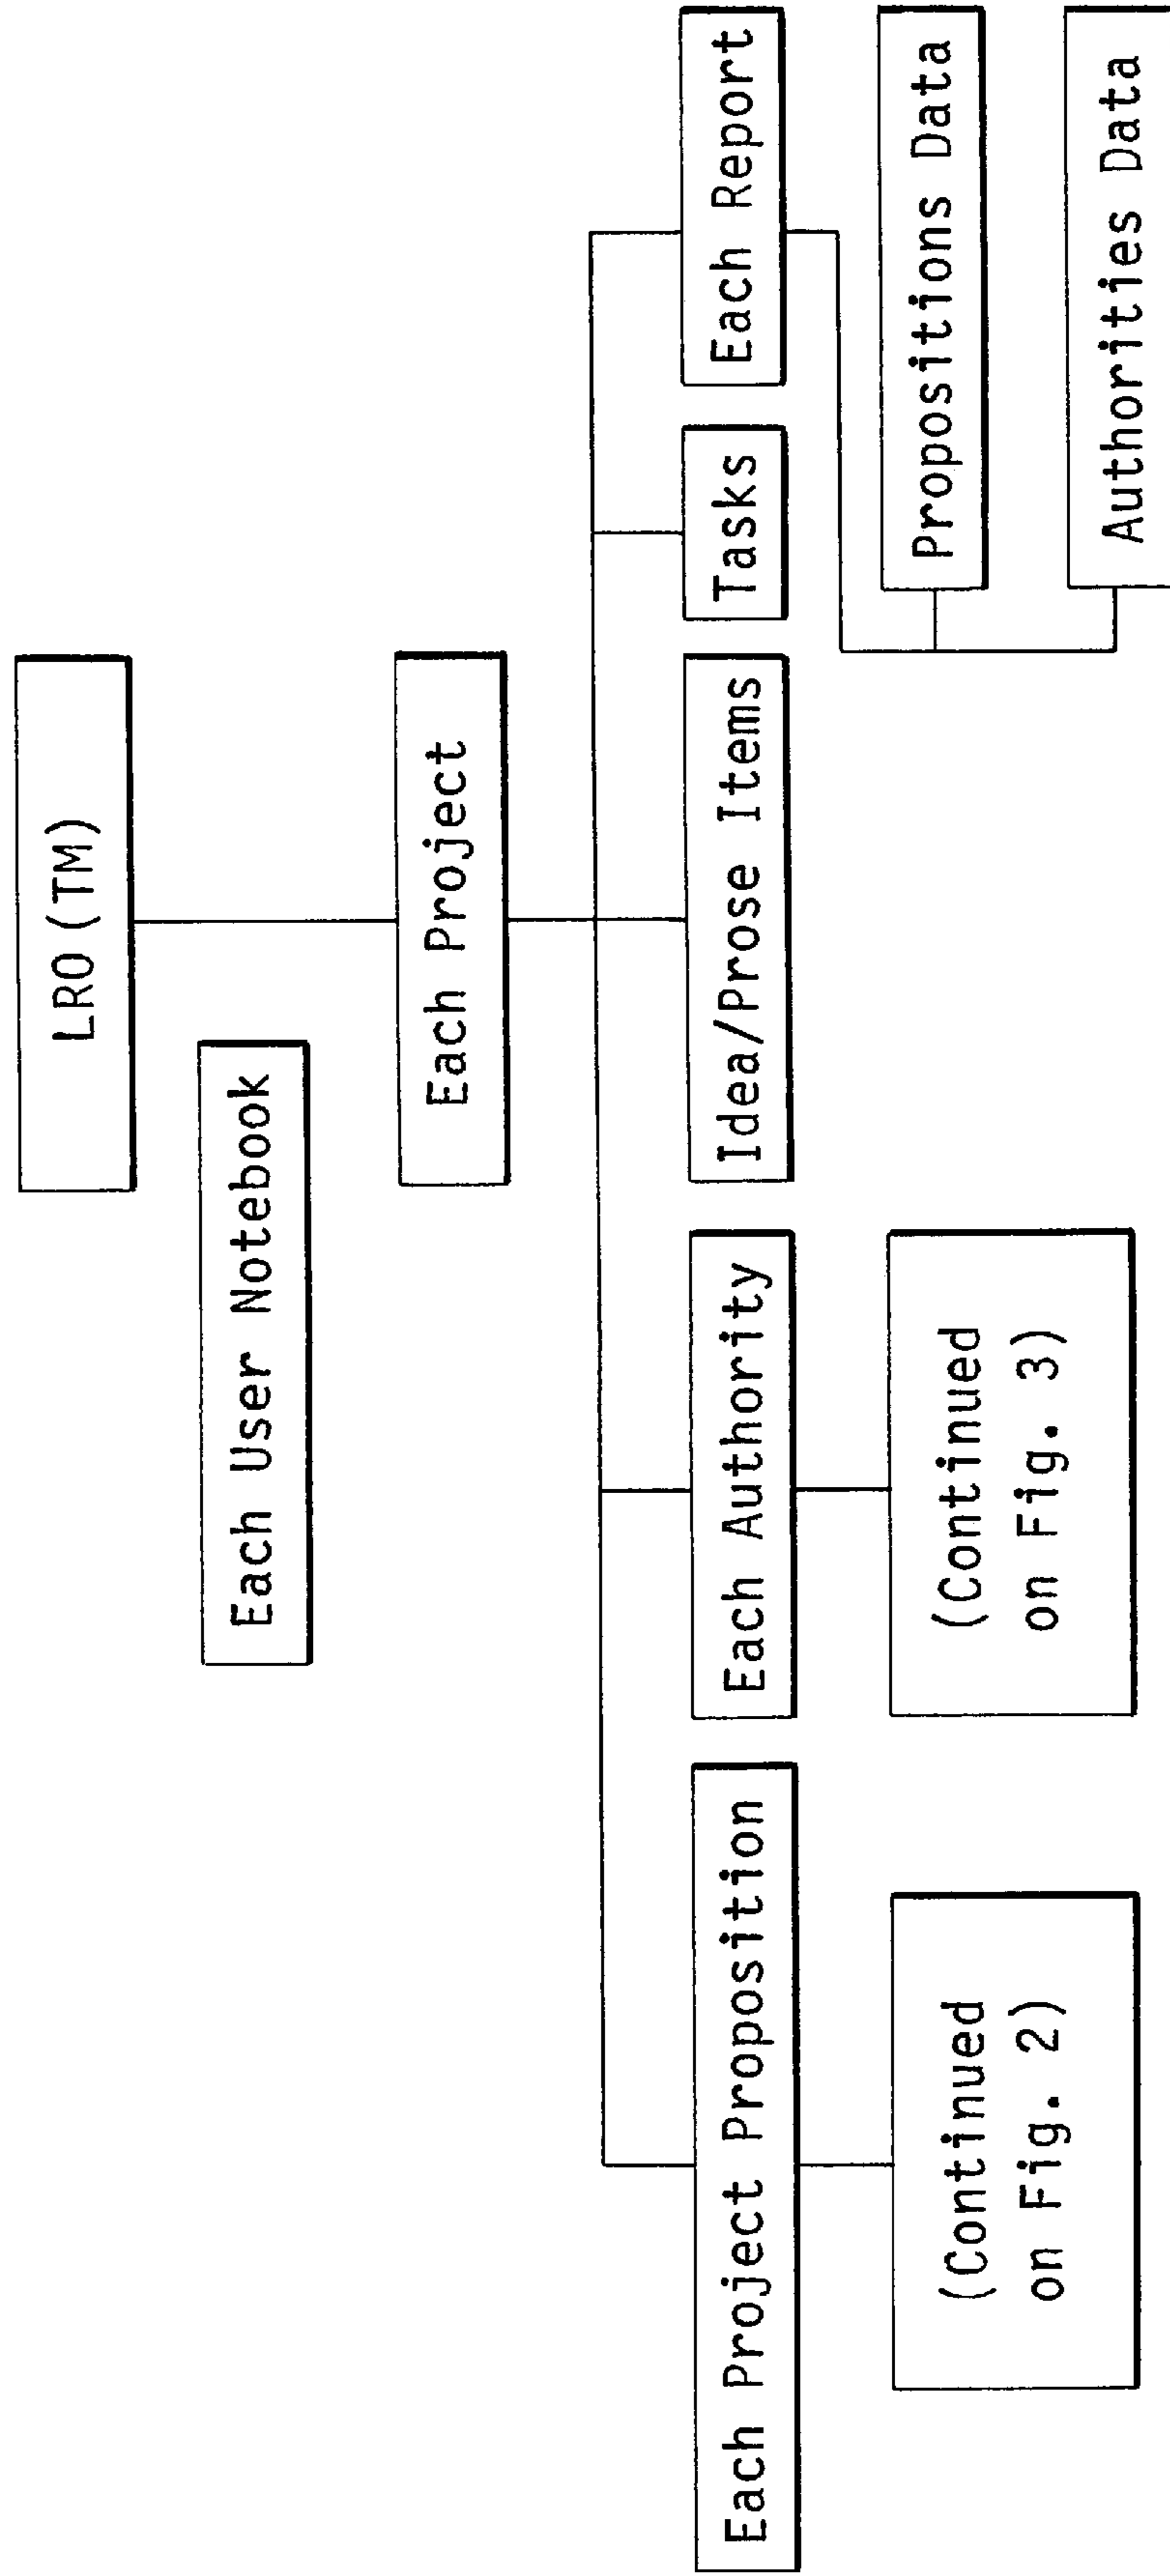 LRO (TM)
Each User Notebook
Each Project
Each Project Proposition
Each Authority
Idea/Prose Items
Tasks
Each Report
(Continued
on Fig. 2)
(Continued
on Fig. 3)
Propositions Data
Authorities Data